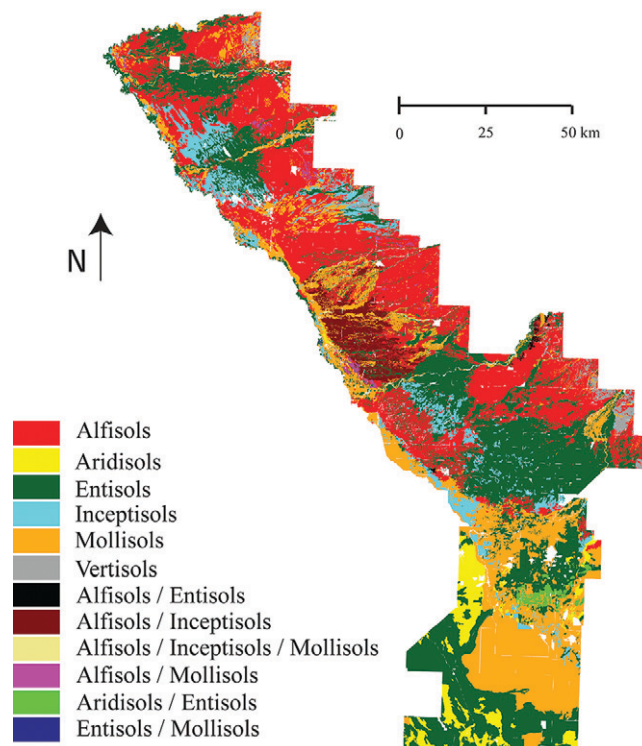 0 25 50 km
N
Alfisols
Aridisols
Entisols
Inceptisols
Mollisols
Vertisols
Alfisols / Entisols
Alfisols / Inceptisols
Alfisols / Inceptisols / Mollisols
Alfisols / Mollisols
Aridisols / Entisols
Entisols / Mollisols